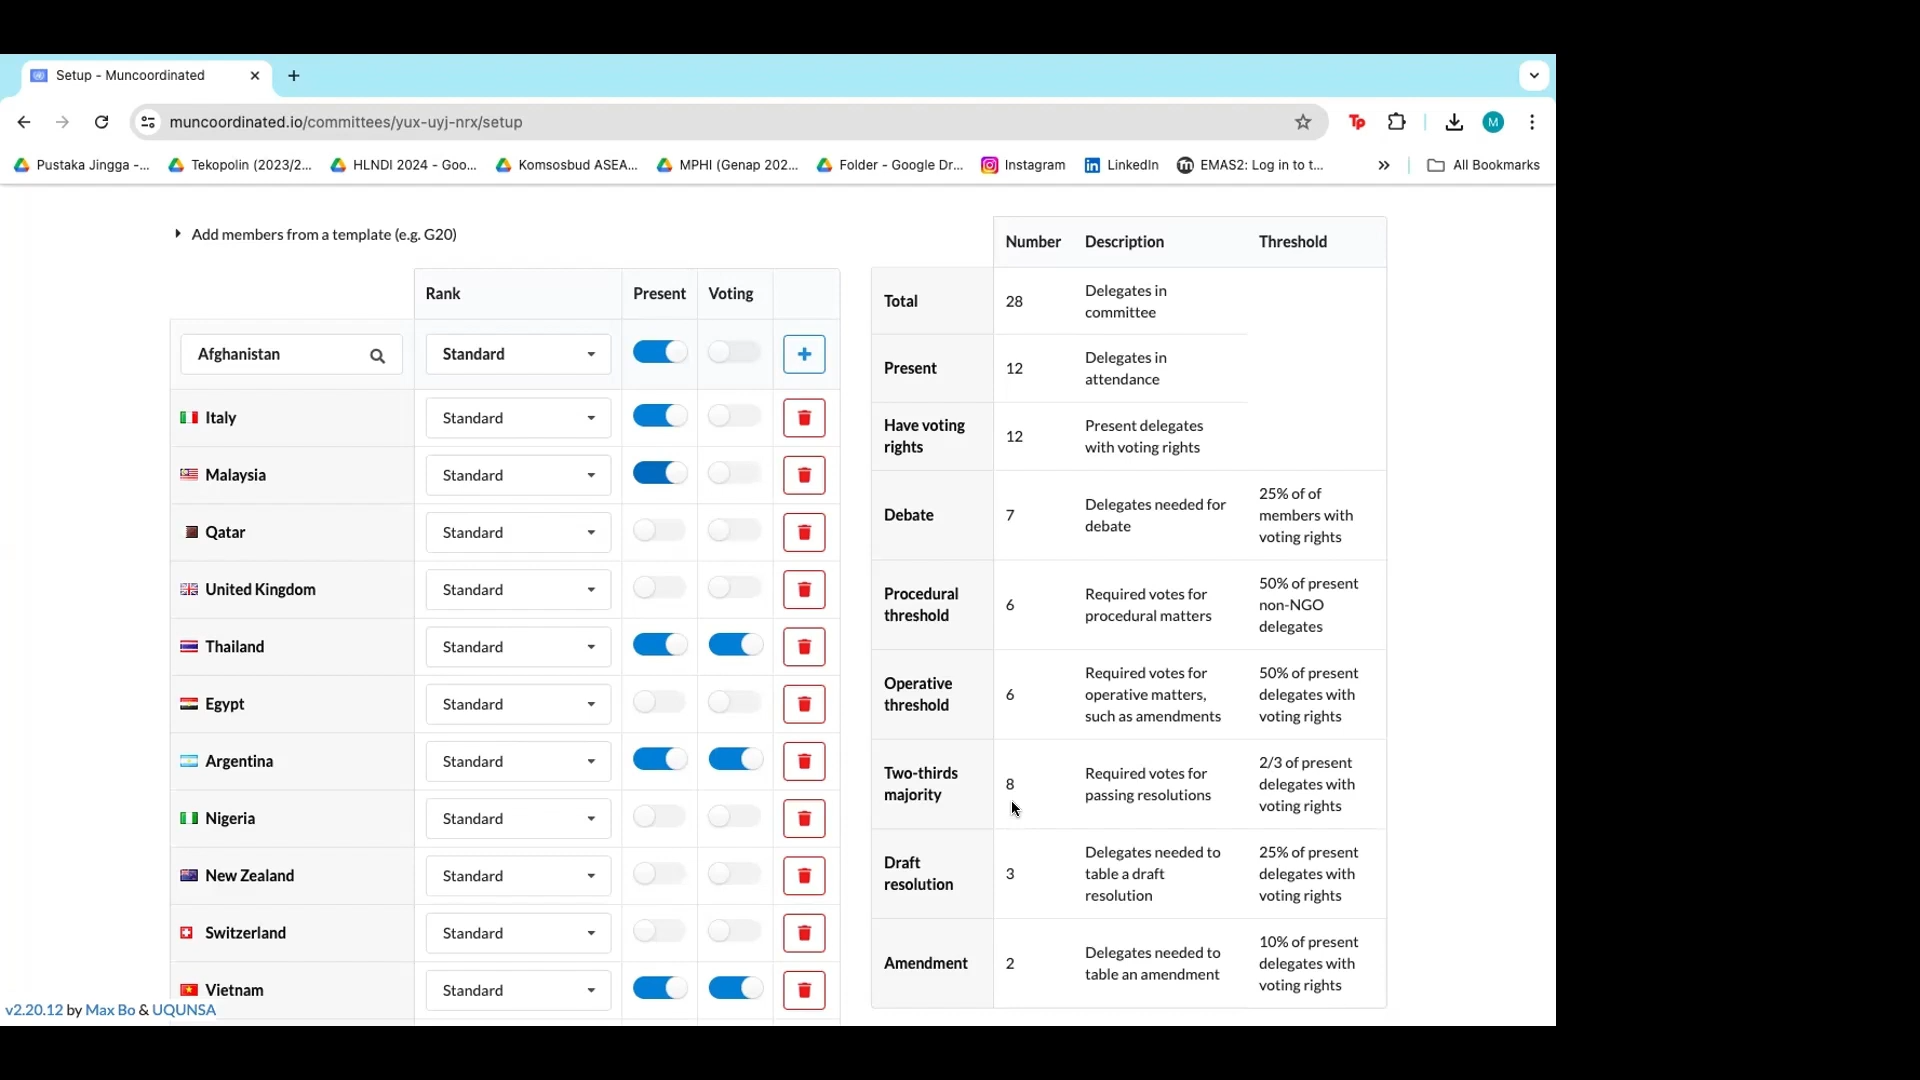 Setup - Muncoordinated
muncoordinated.io/committees/yux-uyj-nrx/setup
Tp
M
Pustaka Jingga -... Tekopolin (2023/2... HLNDI 2024 - Goo... Komsosbud ASEA... MPHI (Genap 202... Folder - Google Dr... Instagram LinkedIn EMAS2: Log in to t... » All Bookmarks
Add members from a template (e.g. G20)
Rank Present Voting
Afghanistan Standard
Italy Standard
Malaysia Standard
Qatar Standard
United Kingdom Standard
Thailand Standard
Egypt Standard
Argentina Standard
Nigeria Standard
New Zealand Standard
Switzerland Standard
Vietnam Standard
Number Description Threshold
Total 28 Delegates in
committee
Present 12 Delegates in
attendance
Have voting
rights
12
Present delegates
with voting rights
Debate 7 Delegates needed for
debate
25% of of
members with
voting rights
Procedural
threshold
6
Required votes for
procedural matters
50% of present
non-NGO
delegates
Operative
threshold
6
Required votes for
operative matters,
such as amendments
50% of present
delegates with
voting rights
Two-thirds
majority
8
Required votes for
passing resolutions
2/3 of present
delegates with
voting rights
Draft
resolution
3
Delegates needed to
table a draft
resolution
25% of present
delegates with
voting rights
Amendment 2 Delegates needed to
table an amendment
10% of present
delegates with
voting rights
v2.20.12 by Max Bo & UQUNSA